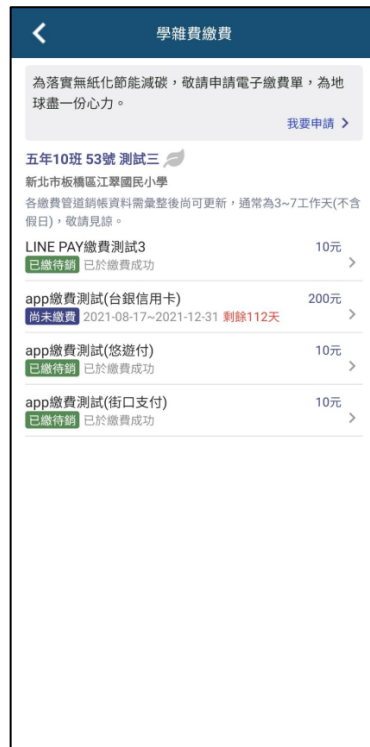 學雜費繳費
為落實無紙化節能減碳，敬請申請電子繳費單，為地
球盡一份心力。
我要申請
五年10班 53號 測試三
新北市板橋區江翠國民小學
各繳費管道銷帳資料需彙整後尚可更新，通常為3~7工作天(不含
假日)，敬請見諒。
LINE PAY繳費測試3 10元
已繳待銷 已於繳費成功
app繳費測試(台銀信用卡) 200元
尚未繳費 2021-08-17~2021-12-31 剩餘112天
app繳費測試(悠遊付) 10元
已繳待銷 已於繳費成功
app繳費測試(街口支付) 10元
已繳待銷 已於繳費成功